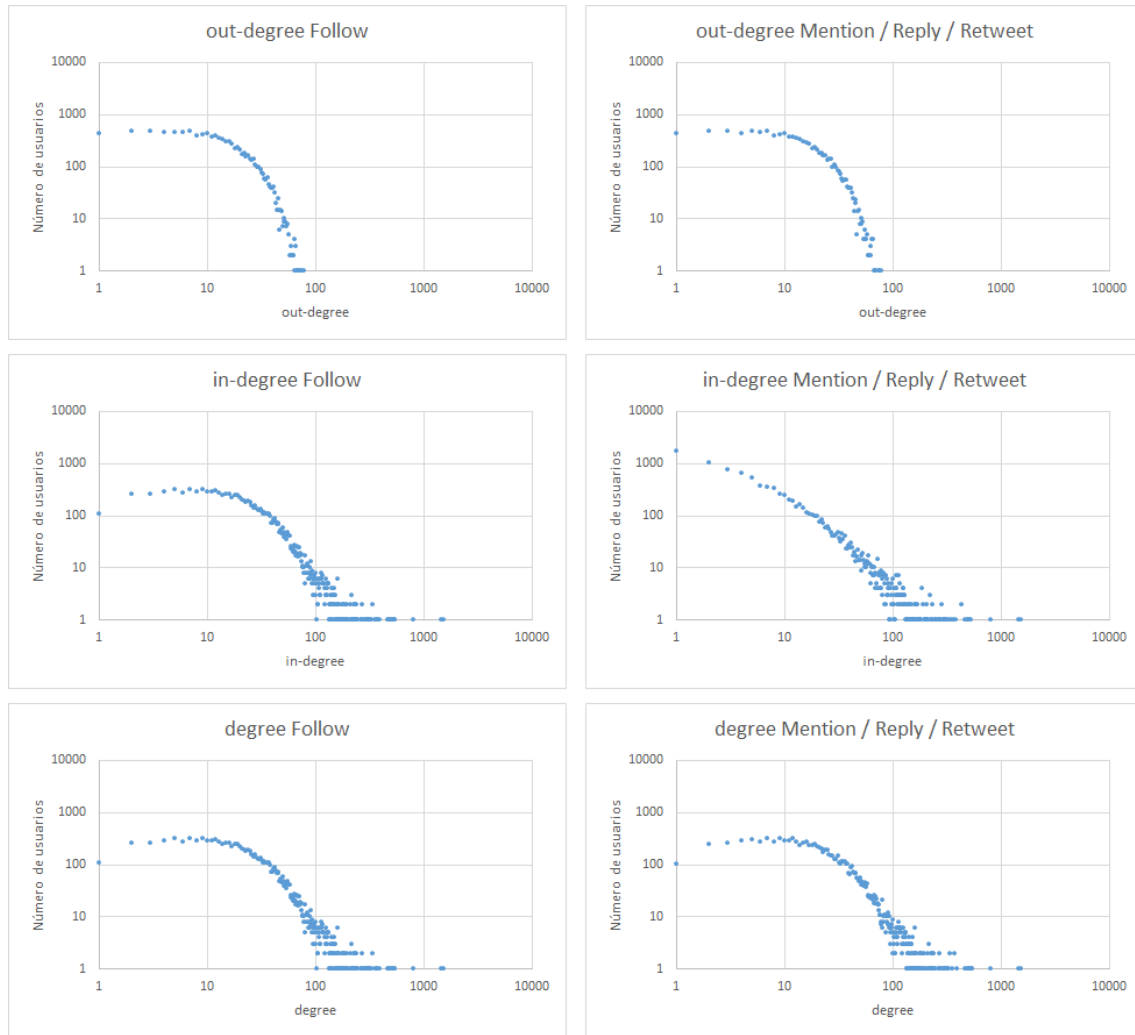 out-degree Follow
Número de usuarios
10000
1000
100
10
1
1 10 100 1000 10000
out-degree
out-degree Mention / Reply / Retweet
Número de usuarios
10000
1000
100
10
1
1 10 100 1000 10000
out-degree
in-degree Follow
Número de usuarios
10000
1000
100
10
1
1 10 100 1000 10000
in-degree
in-degree Mention / Reply / Retweet
Número de usuarios
10000
1000
100
10
1
1 10 100 1000 10000
in-degree
degree Follow
Número de usuarios
10000
1000
100
10
1
1 10 100 1000 10000
degree
degree Mention / Reply / Retweet
Número de usuarios
10000
1000
100
10
1
1 10 100 1000 10000
degree